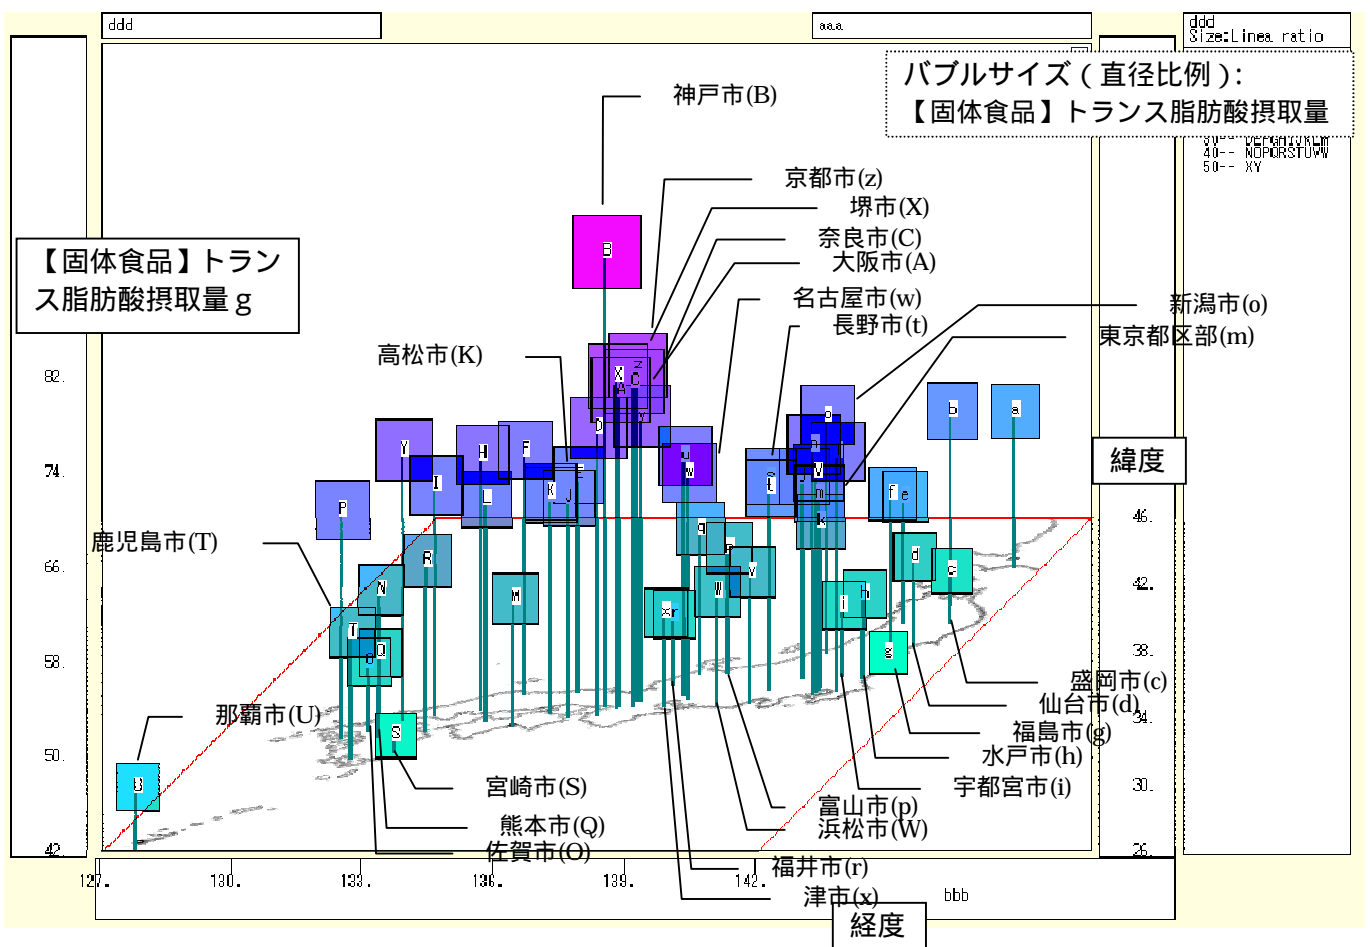 ddd
aaa
ddd
Size:Linea ratio
バブルサイズ（直径比例）:
【固体食品】トランス脂肪酸摂取量
40-- NOPQRSTUVW
50-- XY
神戸市(B)
京都市(z)
堺市(X)
奈良市(C)
大阪市(A)
名古屋市(w)
長野市(t)
新潟市(o)
東京都区部(m)
高松市(K)
【固体食品】トラン
ス脂肪酸摂取量 g
鹿児島市(T)
那覇市(U)
宮崎市(S)
熊本市(Q)
佐賀市(O)
盛岡市(c)
仙台市(d)
福島市(g)
水戸市(h)
宇都宮市(i)
富山市(p)
浜松市(W)
福井市(r)
津市(x)
緯度
経度
82.
74.
66.
58.
50.
42.
46.
42.
38.
34.
30.
26.
127.
130.
133.
136.
139.
142.
bbb
B
X
z
C
A
y
D
o
b
a
Y
H
F
I
L
K
J
P
R
N
T
Q
S
U
M
u
w
q
t
V
m
k
f
e
d
c
v
W
x
r
i
h
g